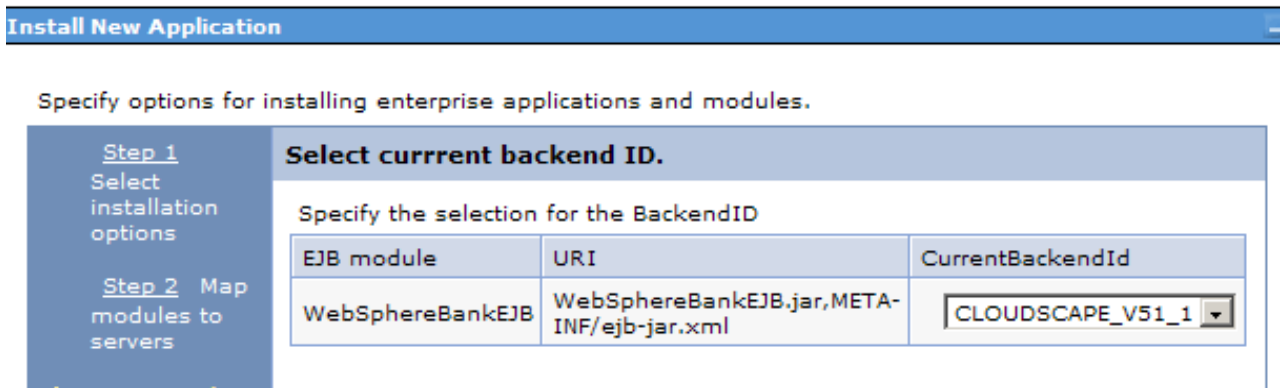 Install New Application
Specify options for installing enterprise applications and modules.
Step 1
Select
installation
options
Step 2 Map
modules to
servers
Select currrent backend ID.
Specify the selection for the BackendID
EJB module URI CurrentBackendId
WebSphereBankEJB WebSphereBankEJB.jar,META-
INF/ejb-jar.xml CLOUDSCAPE_V51_1